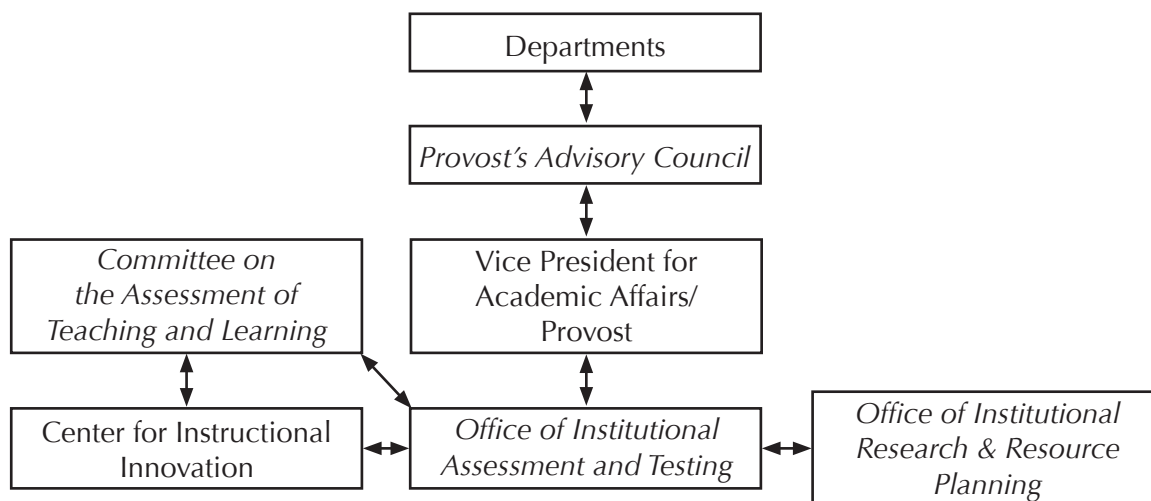 Departments
Provost’s Advisory Council
Committee on
the Assessment of
Teaching and Learning
Vice President for
Academic Affairs/
Provost
Center for Instructional
Innovation
Office of Institutional
Assessment and Testing
Office of Institutional
Research & Resource
Planning